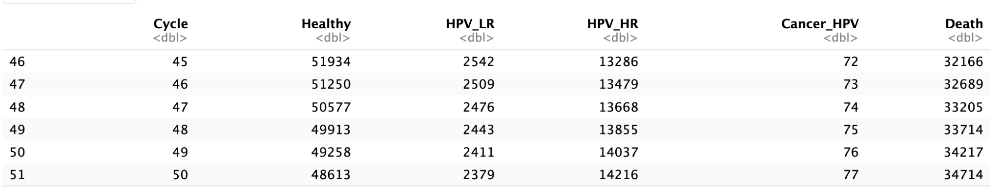 Cycle Healthy HPV_LR HPV_HR Cancer_HPV Death
<dbl> <dbl> <dbl> <dbl> <dbl> <dbl>
46 45 51934 2542 13286 72 32166
47 46 51250 2509 13479 73 32689
48 47 50577 2476 13668 74 33205
49 48 49913 2443 13855 75 33714
50 49 49258 2411 14037 76 34217
51 50 48613 2379 14216 77 34714